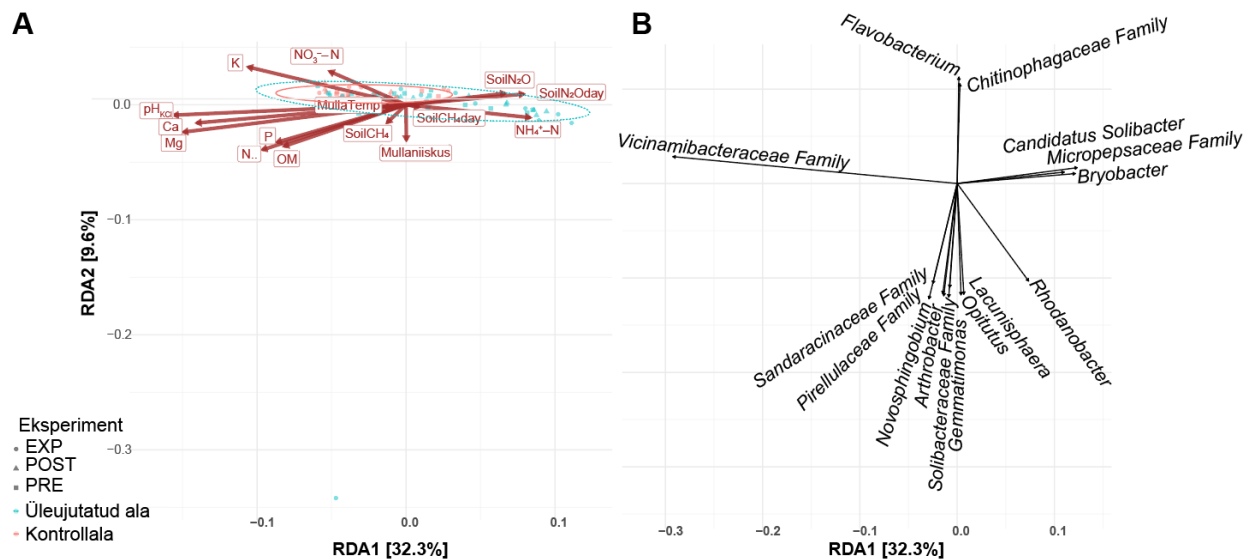 A
K
NO₃⁻–N
SoilN₂O
SoilN₂Oday
pH_KCl
MullaTemp
SoilCH₄day
Ca
NH₄⁺–N
Mg
P
SoilCH₄
N..
OM
Mullaniiskus
0.0
−0.1
−0.2
−0.3
RDA2 [9.6%]
−0.1
0.0
0.1
RDA1 [32.3%]
Eksperiment
EXP
POST
PRE
Üleujutatud ala
Kontrollala
B
Flavobacterium
Chitinophagaceae Family
Vicinamibacteraceae Family
Candidatus Solibacter
Micropepsaceae Family
Bryobacter
Sandaracinaceae Family
Pirellulaceae Family
Novosphingobium
Arthrobacter
Solibacteraceae Family
Gemmatimonas
Opitutus
Lacunisphaera
Rhodanobacter
−0.3
−0.2
−0.1
0.0
0.1
RDA1 [32.3%]